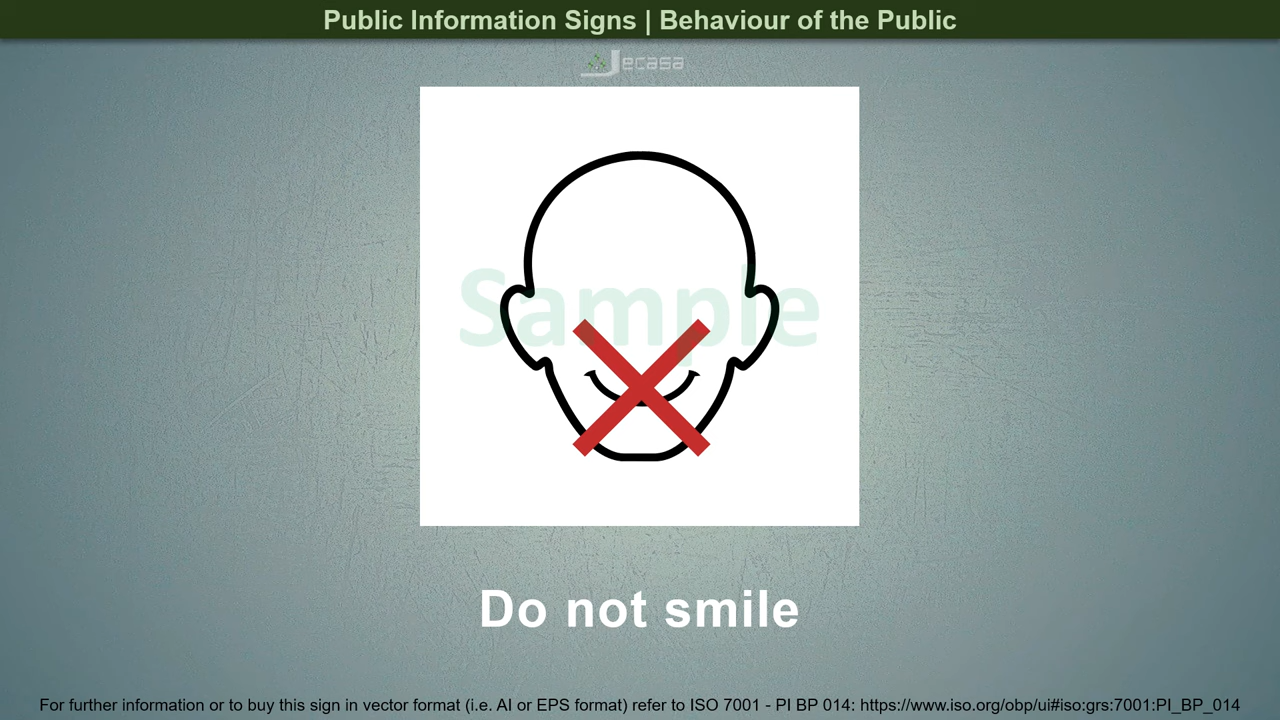 Public Information Signs | Behaviour of the Public
Jecasa
Sample
Do not smile
For further information or to buy this sign in vector format (i.e. AI or EPS format) refer to ISO 7001 - PI BP 014: https://www.iso.org/obp/ui#iso:grs:7001:PI_BP_014